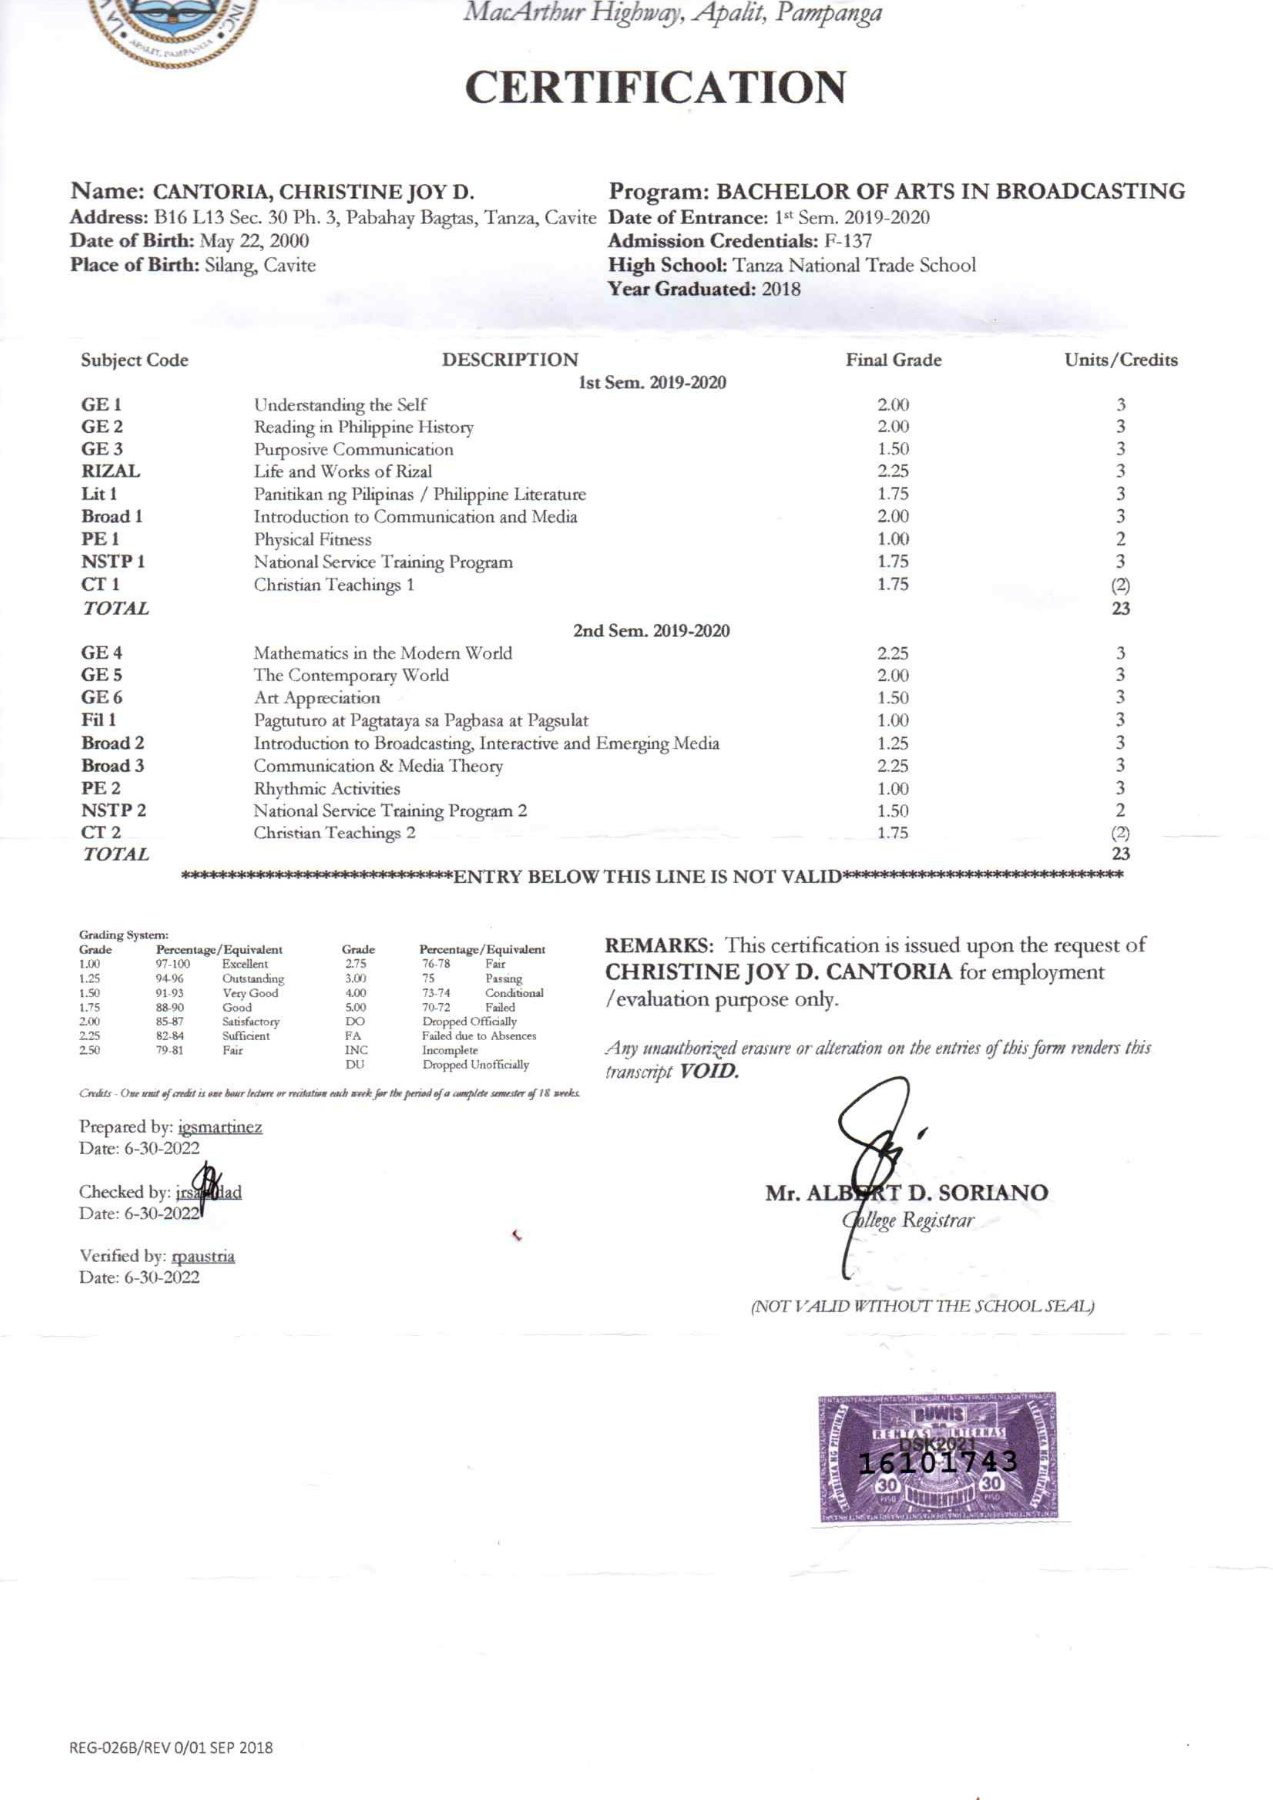 MacArthur Highway, Apalit, Pampanga
INC.
APALIT, PAMPANGA
CERTIFICATION
Name: CANTORIA, CHRISTINE JOY D. Program: BACHELOR OF ARTS IN BROADCASTING
Address: B16 L13 Sec. 30 Ph. 3, Pabahay Bagtas, Tanza, Cavite Date of Entrance: 1st Sem. 2019-2020
Date of Birth: May 22, 2000 Admission Credentials: F-137
Place of Birth: Silang, Cavite High School: Tanza National Trade School
Year Graduated: 2018
Subject Code DESCRIPTION Final Grade Units/Credits
1st Sem. 2019-2020
GE 1 Understanding the Self 2.00 3
GE 2 Reading in Philippine History 2.00 3
GE 3 Purposive Communication 1.50 3
RIZAL Life and Works of Rizal 2.25 3
Lit 1 Panitikan ng Pilipinas / Philippine Literature 1.75 3
Broad 1 Introduction to Communication and Media 2.00 3
PE 1 Physical Fitness 1.00 2
NSTP 1 National Service Training Program 1.75 3
CT 1 Christian Teachings 1 1.75 (2)
TOTAL 23
2nd Sem. 2019-2020
GE 4 Mathematics in the Modern World 2.25 3
GE 5 The Contemporary World 2.00 3
GE 6 Art Appreciation 1.50 3
Fil 1 Pagtuturo at Pagtataya sa Pagbasa at Pagsulat 1.00 3
Broad 2 Introduction to Broadcasting, Interactive and Emerging Media 1.25 3
Broad 3 Communication & Media Theory 2.25 3
PE 2 Rhythmic Activities 1.00 3
NSTP 2 National Service Training Program 2 1.50 2
CT 2 Christian Teachings 2 1.75 (2)
TOTAL 23
******************************ENTRY BELOW THIS LINE IS NOT VALID*******************************
Grading System:
Grade Percentage/Equivalent Grade Percentage/Equivalent
1.00 97-100 Excellent 2.75 76-78 Fair
1.25 94-96 Outstanding 3.00 75 Passing
1.50 91-93 Very Good 4.00 73-74 Conditional
1.75 88-90 Good 5.00 70-72 Failed
2.00 85-87 Satisfactory DO Dropped Officially
2.25 82-84 Sufficient FA Failed due to Absences
2.50 79-81 Fair INC Incomplete
DU Dropped Unofficially
Credits - One unit of credit is one hour lecture or recitation each week for the period of a complete semester of 18 weeks.
REMARKS: This certification is issued upon the request of
CHRISTINE JOY D. CANTORIA for employment
/evaluation purpose only.
Any unauthorized erasure or alteration on the entries of this form renders this
transcript VOID.
Prepared by: igsmartinez
Date: 6-30-2022
Checked by:
Date: 6-30-2022
Verified by: rpaustria
Date: 6-30-2022
Mr. ALBERT D. SORIANO
College Registrar
(NOT VALID WITHOUT THE SCHOOL SEAL)
BUWIS
SA
RENTAS INTERNAS
DSK2021
16101743
REPUBLIKA NG PILIPINAS
REPUBLIKA NG PILIPINAS
30 30
PISO PISO
DOKUMENTARYO
REG-026B/REV 0/01 SEP 2018